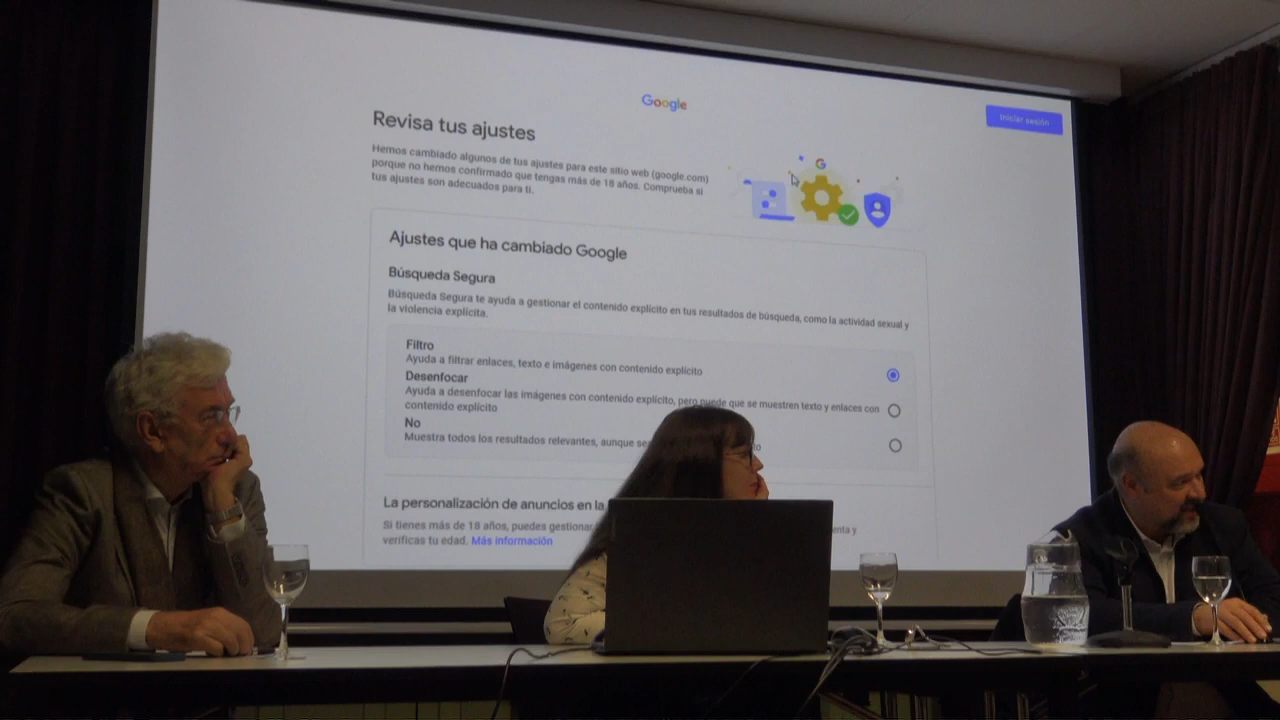 Google
Iniciar sesión
Revisa tus ajustes
Hemos cambiado algunos de tus ajustes para este sitio web (google.com)
porque no hemos confirmado que tengas más de 18 años. Comprueba si
tus ajustes son adecuados para ti.
G
Ajustes que ha cambiado Google
Búsqueda Segura
Búsqueda Segura te ayuda a gestionar el contenido explícito en tus resultados de búsqueda, como la actividad sexual y
la violencia explícita.
Filtro
Ayuda a filtrar enlaces, texto e imágenes con contenido explícito
Desenfocar
Ayuda a desenfocar las imágenes con contenido explícito, pero puede que se muestren texto y enlaces con
contenido explícito
No
Muestra todos los resultados relevantes, aunque
La personalización de anuncios en la
Si tienes más de 18 años, puedes gestionar
y
verificas tu edad. Más información